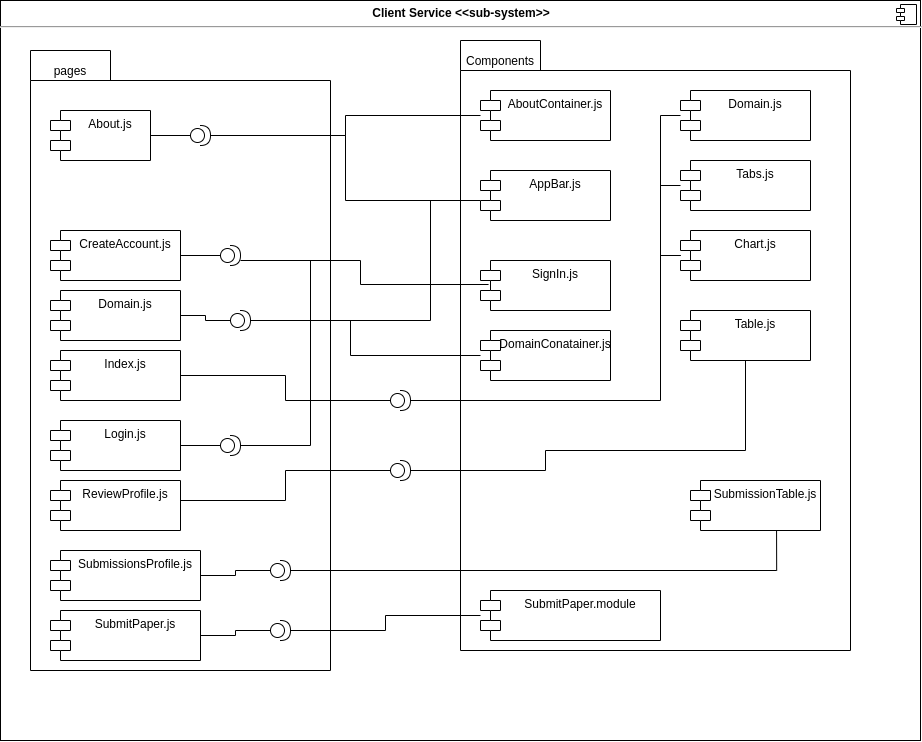 Client Service <<sub-system>>
pages
About.js
CreateAccount.js
Domain.js
Index.js
Login.js
ReviewProfile.js
SubmissionsProfile.js
SubmitPaper.js
Components
AboutContainer.js
AppBar.js
SignIn.js
DomainConatainer.js
Domain.js
Tabs.js
Chart.js
Table.js
SubmissionTable.js
SubmitPaper.module